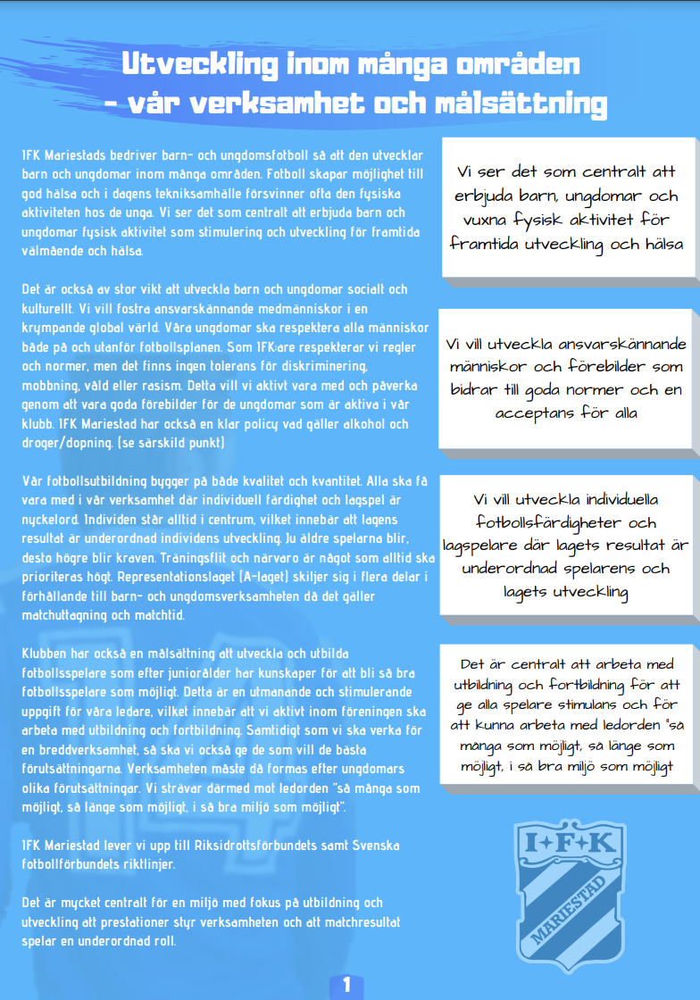 Utveckling inom många områden
- vår verksamhet och målsättning
IFK Mariestads bedriver barn- och ungdomsfotboll så att den utvecklar
barn och ungdomar inom många områden. Fotboll skapar möjlighet till
god hälsa och i dagens tekniksamhälle försvinner ofta den fysiska
aktiviteten hos de unga. Vi ser det som centralt att erbjuda barn och
ungdomar fysisk aktivitet som stimulering och utveckling för framtida
välmående och hälsa.
Det är också av stor vikt att utveckla barn och ungdomar socialt och
kulturellt. Vi vill fostra ansvarskännande medmänniskor i en
krympande global värld. Våra ungdomar ska respektera alla människor
både på och utanför fotbollsplanen. Som IFK:are respekterar vi regler
och normer, men det finns ingen tolerans för diskriminering,
mobbning, våld eller rasism. Detta vill vi aktivt vara med och påverka
genom att vara goda förebilder för de ungdomar som är aktiva i vår
klubb. IFK Mariestad har också en klar policy vad gäller alkohol och
droger/dopning. (se särskild punkt)
Vår fotbollsutbildning bygger på både kvalitet och kvantitet. Alla ska få
vara med i vår verksamhet där individuell färdighet och lagspel är
nyckelord. Individen står alltid i centrum, vilket innebär att lagens
resultat är underordnad individens utveckling. Ju äldre spelarna blir,
desto högre blir kraven. Träningsflit och närvaro är något som alltid ska
prioriteras högt. Representationslaget (A-laget) skiljer sig i flera delar i
förhållande till barn- och ungdomsverksamheten då det gäller
matchuttagning och matchtid.
Klubben har också en målsättning att utveckla och utbilda
fotbollsspelare som efter juniorålder har kunskaper för att bli så bra
fotbollsspelare som möjligt. Detta är en utmanande och stimulerande
uppgift för våra ledare, vilket innebär att vi aktivt inom föreningen ska
arbeta med utbildning och fortbildning. Samtidigt som vi ska verka för
en breddverksamhet, så ska vi också ge de som vill de bästa
förutsättningarna. Verksamheten måste då formas efter ungdomars
olika förutsättningar. Vi strävar därmed mot ledorden "så många som
möjligt, så länge som möjligt, i så bra miljö som möjligt".
IFK Mariestad lever vi upp till Riksidrottsförbundets samt Svenska
fotbollförbundets riktlinjer.
Det är mycket centralt för en miljö med fokus på utbildning och
utveckling att prestationer styr verksamheten och att matchresultat
spelar en underordnad roll.
Vi ser det som centralt att
erbjuda barn, ungdomar och
vuxna fysisk aktivitet för
framtida utveckling och hälsa
Vi vill utveckla ansvarskännande
människor och förebilder som
bidrar till goda normer och en
acceptans för alla
Vi vill utveckla individuella
fotbollsfärdigheter och
lagspelare där lagets resultat är
underordnad spelarens och
lagets utveckling
Det är centralt att arbeta med
utbildning och fortbildning för att
ge alla spelare stimulans och för
att kunna arbeta med ledorden "så
många som möjligt, så länge som
möjligt, i så bra miljö som möjligt
I·F·K
MARIESTAD
14
1